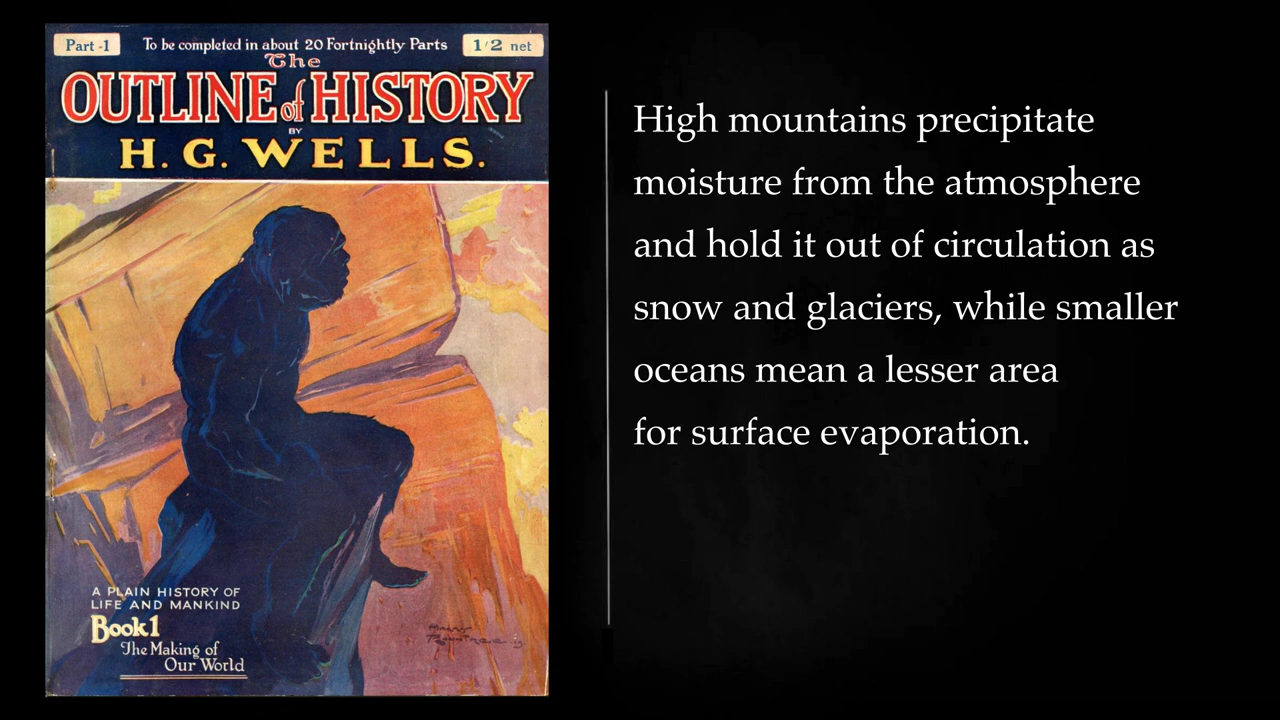 Part -1
To be completed in about 20 Fortnightly Parts
1/2 net
The
OUTLINE of HISTORY
BY
H. G. WELLS.
A PLAIN HISTORY OF
LIFE AND MANKIND
Book 1
The Making of
Our World
High mountains precipitate
moisture from the atmosphere
and hold it out of circulation as
snow and glaciers, while smaller
oceans mean a lesser area
for surface evaporation.